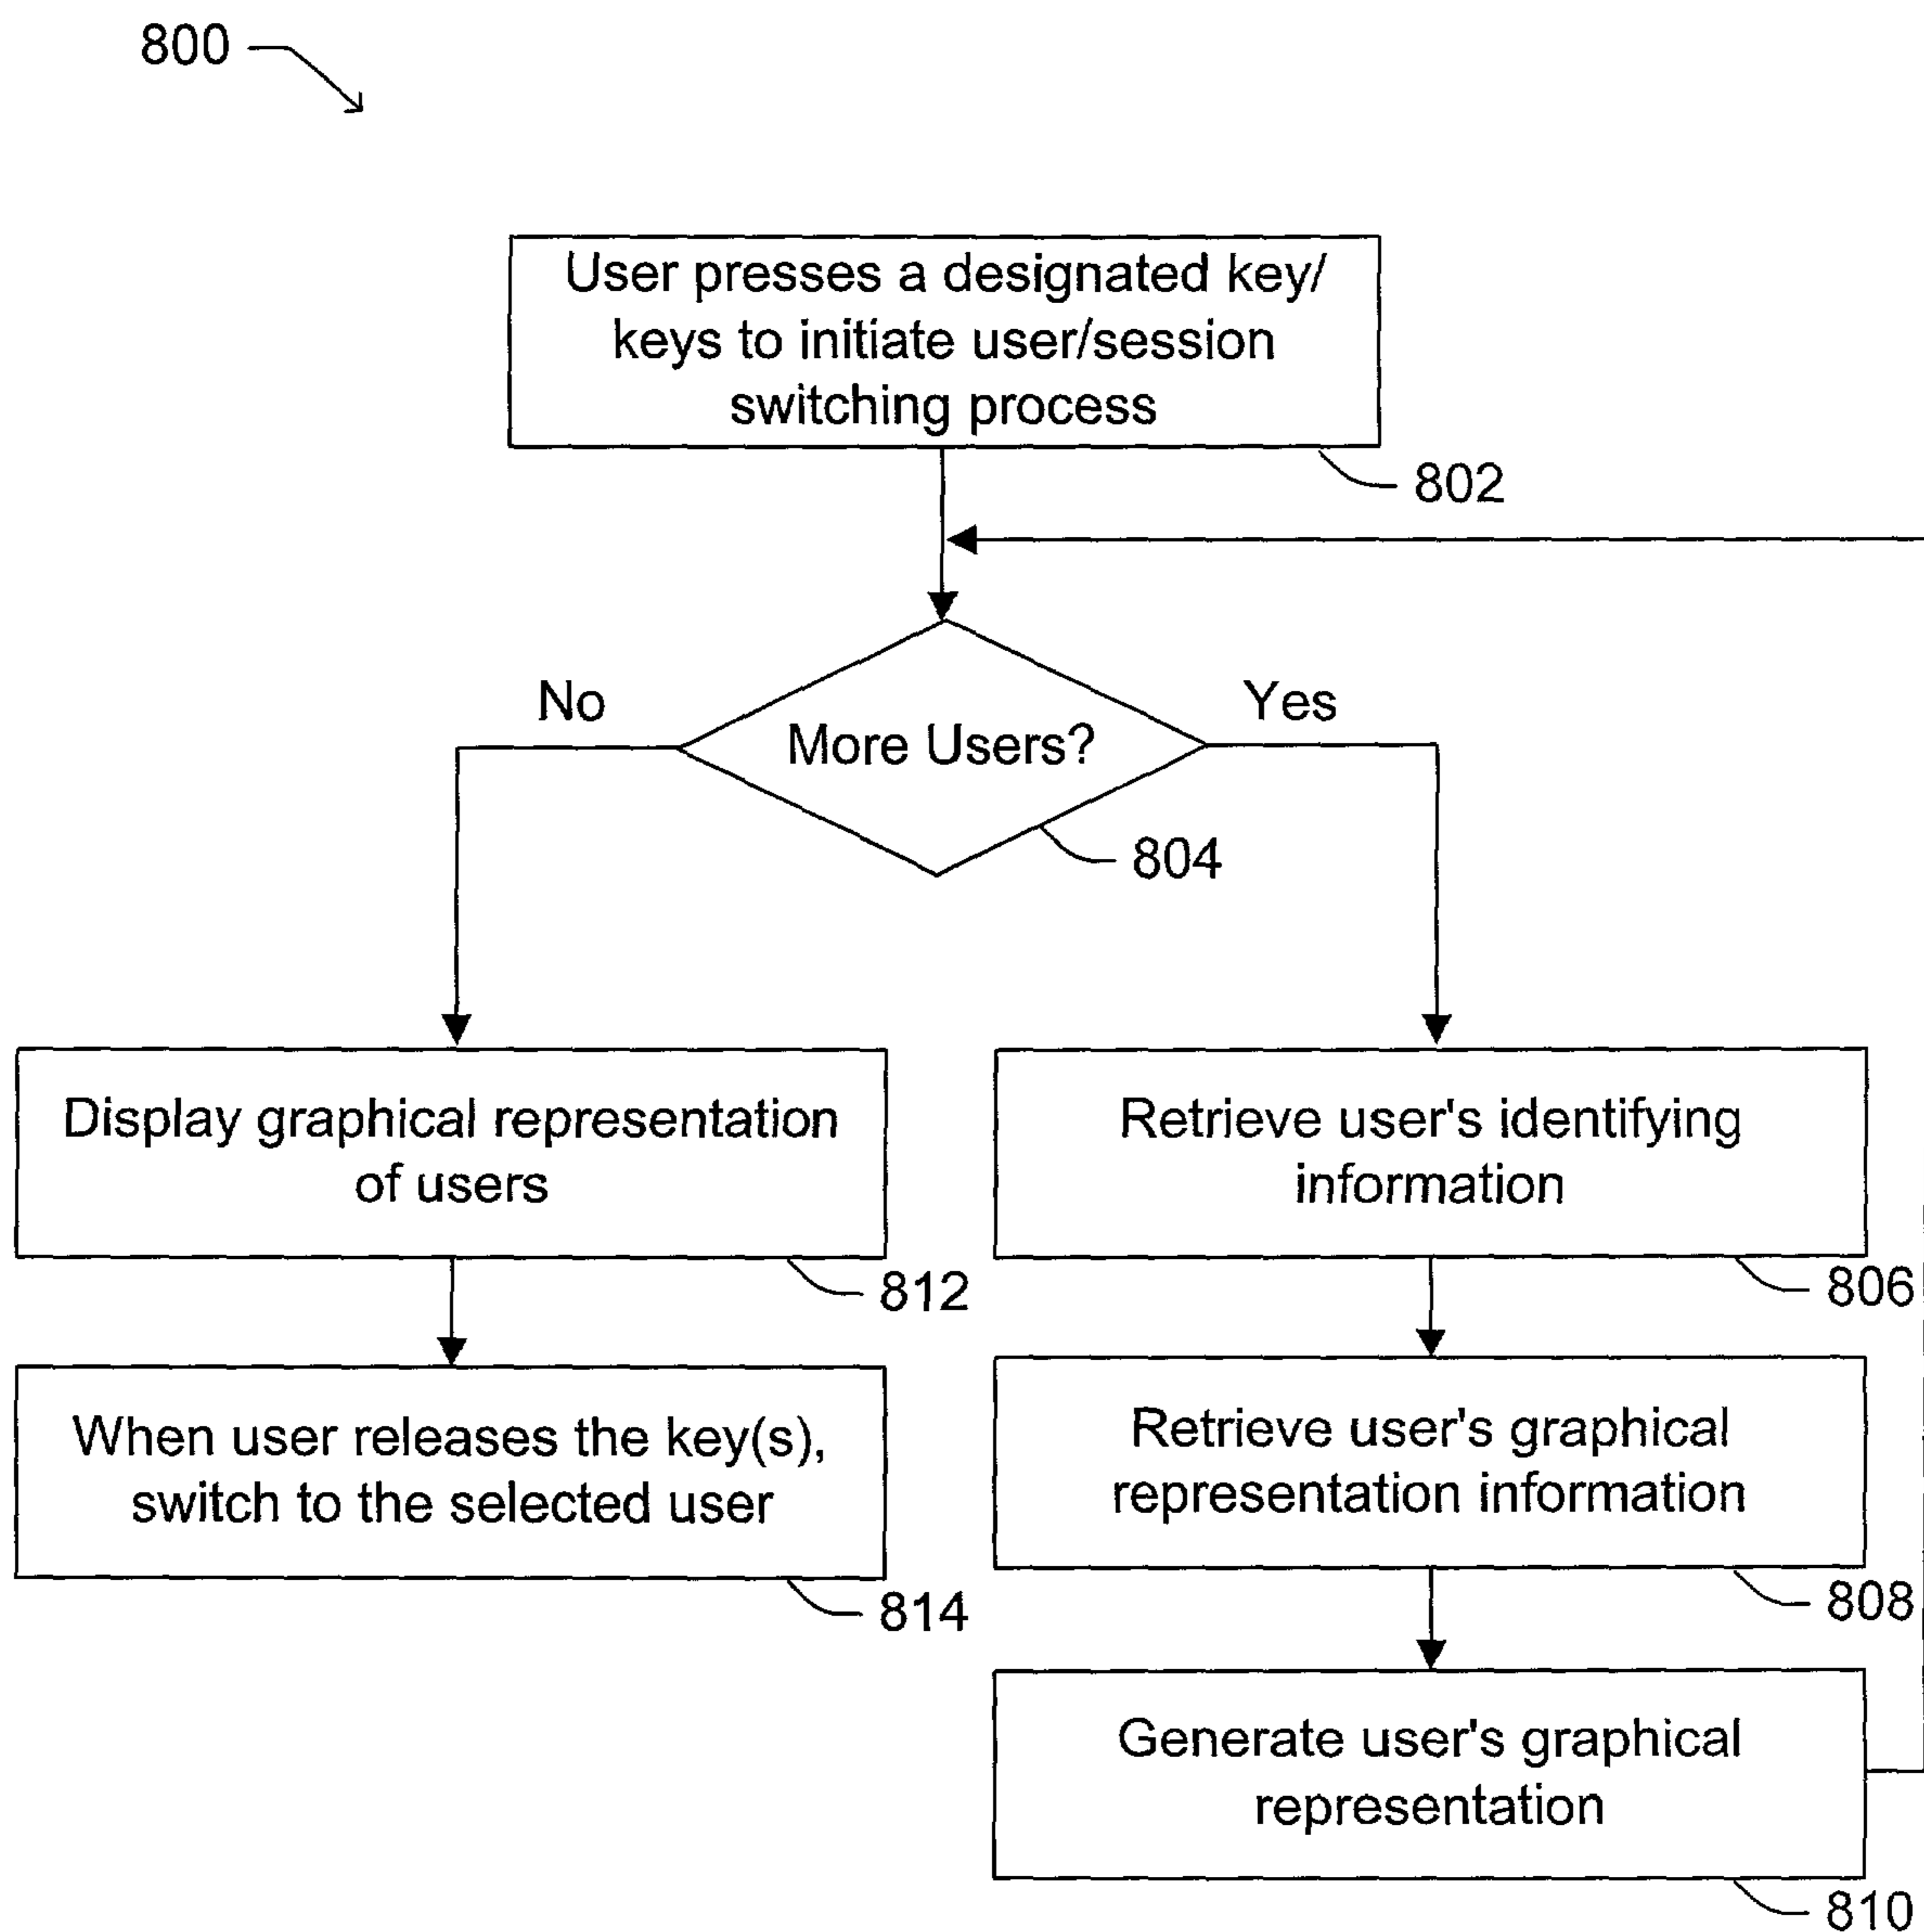 800
User presses a designated key/
keys to initiate user/session
switching process
802
No
Yes
More Users?
804
Display graphical representation
of users
812
Retrieve user's identifying
information
806
When user releases the key(s),
switch to the selected user
814
Retrieve user's graphical
representation information
808
Generate user's graphical
representation
810